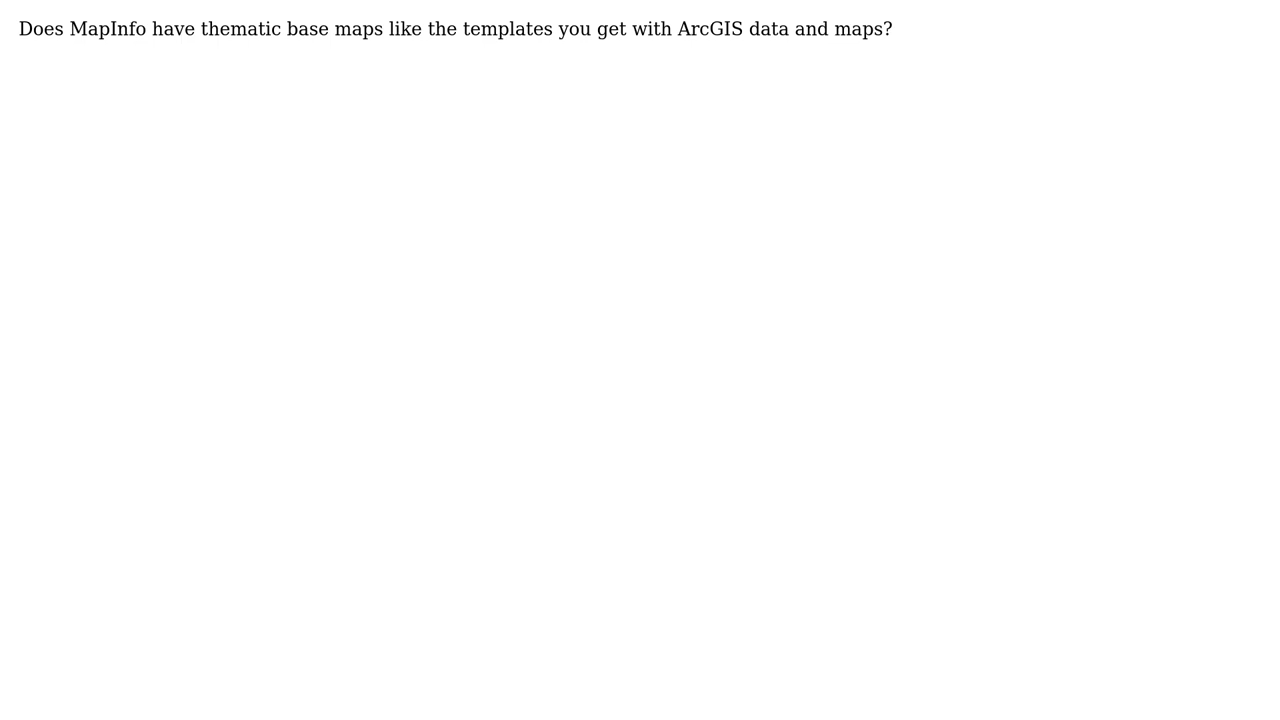 Does MapInfo have thematic base maps like the templates you get with ArcGIS data and maps?